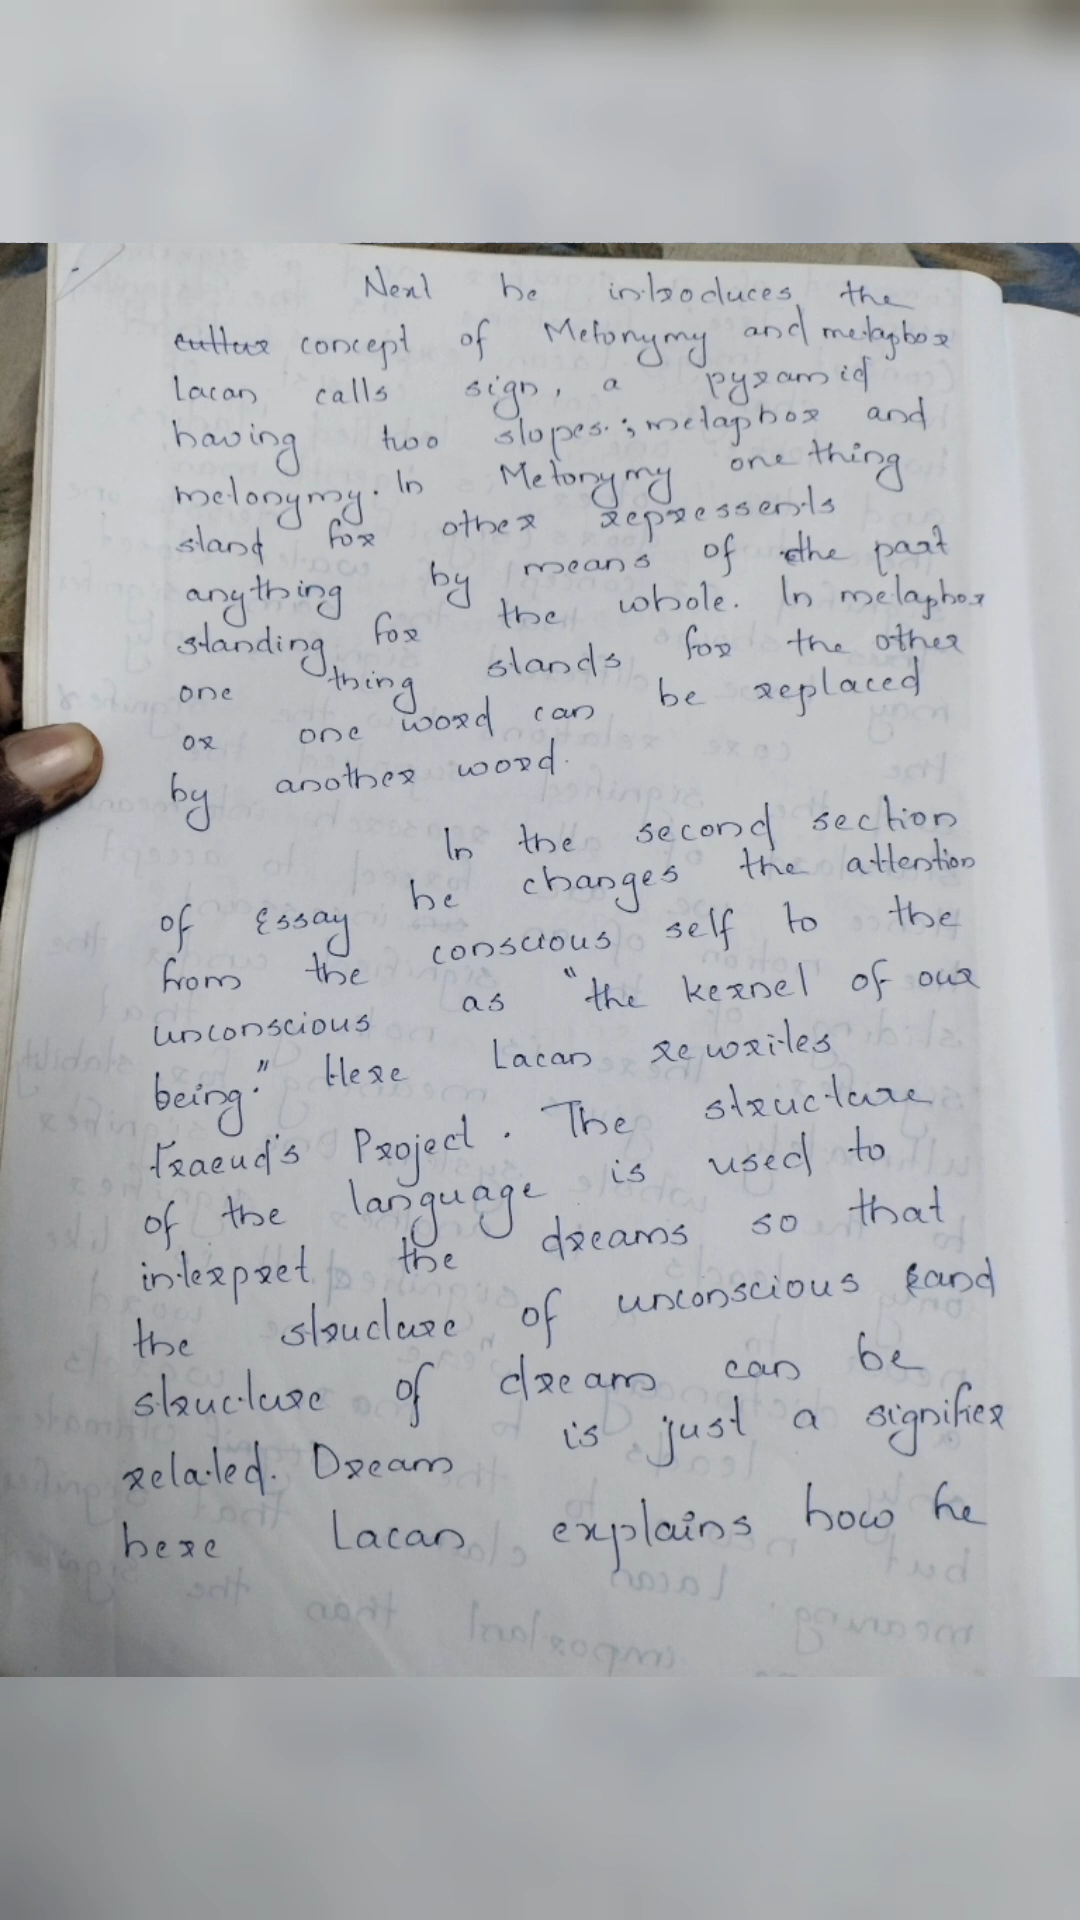 Next he introduces the
cultur concept of Metonymy and metaphor
Lacan calls sign, a pyramid
having two slopes.; metaphor and
metonymy. In Metonymy one thing
stand for other repressents
anything by means of the part
standing for the whole. In metaphor
one thing stands for the other
or one word can be replaced
by another word.
In the second section
of Essay he changes the attention
from the conscious self to the
unconscious as "the kernel of our
being." Here Lacan rewrites
Fraeud's Project. The structure
of the language is used to
interpret the dreams so that
the structure of unconscious and
structure of dream can be
related. Dream is just a signifier
here Lacan explains how he